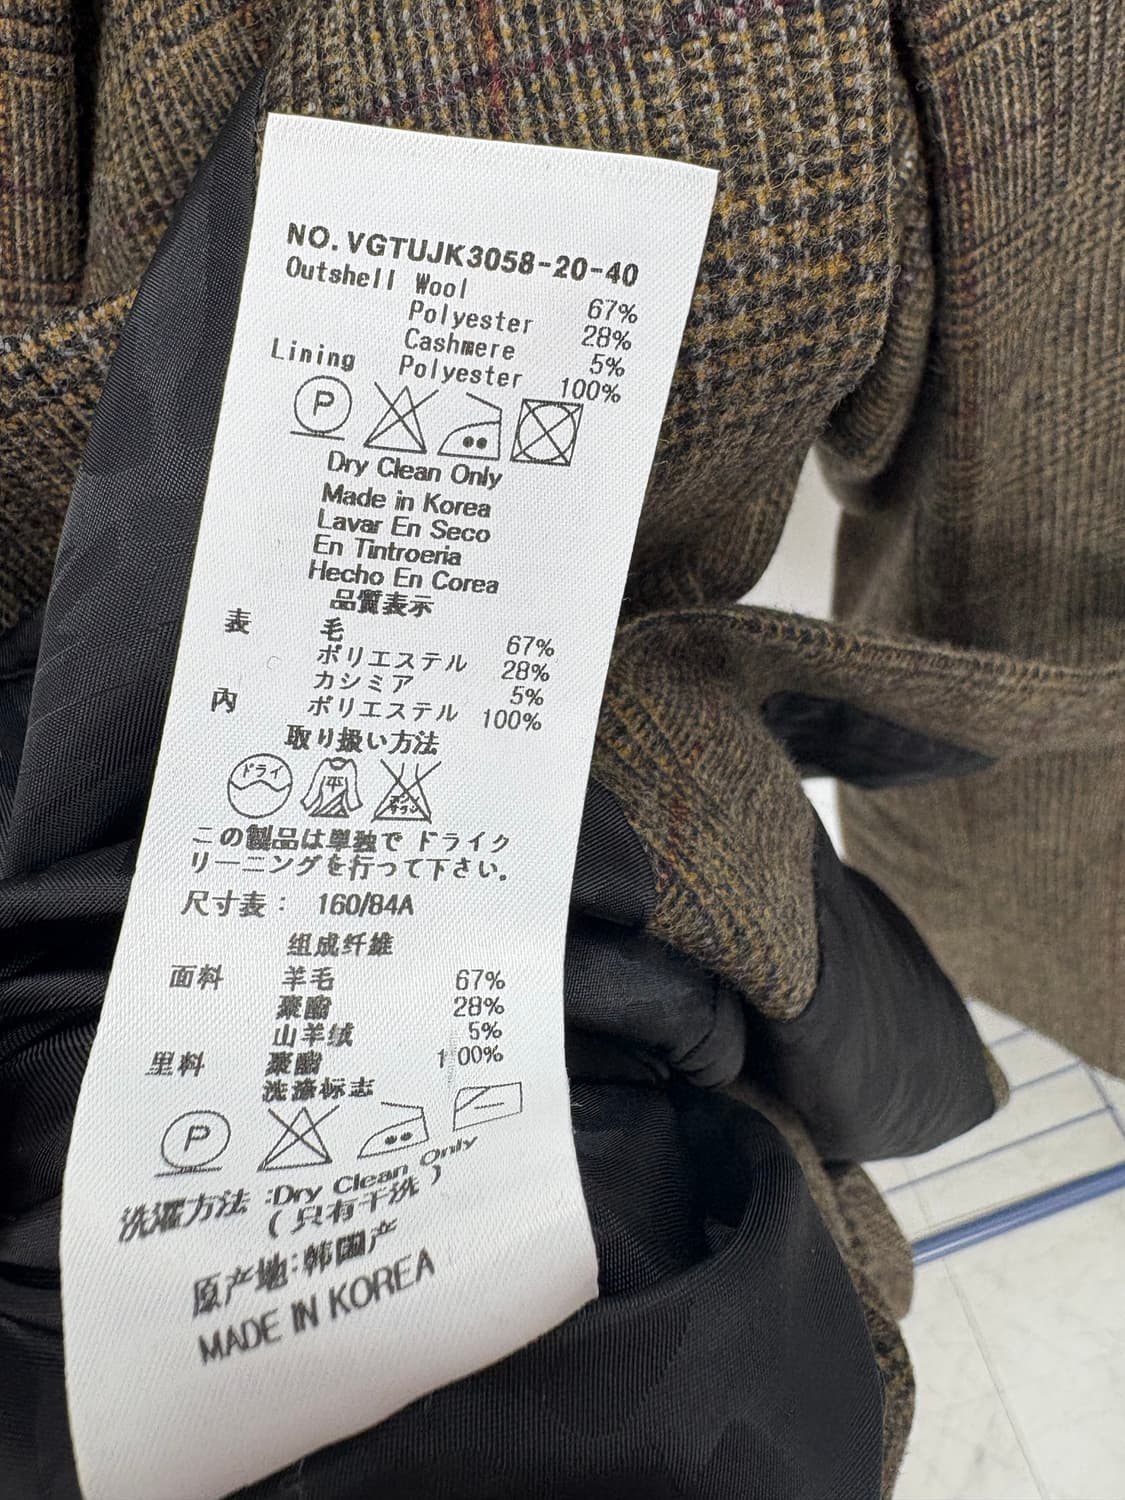 NO. VGTUJK3058-20-40
Outshell Wool 67%
Polyester 28%
Cashmere 5%
Lining Polyester 100%
P
Dry Clean Only
Made in Korea
Lavar En Seco
En Tintroeria
Hecho En Corea
品質表示
表 毛 67%
ポリエステル 28%
カシミア 5%
内 ポリエステル 100%
取り扱い方法
ドライ 平
この製品は単独で ドライク
リーニングを行って下さい。
尺寸表： 160/84A
组成纤維
面料 羊毛 67%
聚酯 28%
山羊绒 5%
里料 聚酯 100%
洗涤标志
P
洗濯方法 :Dry Clean Only
(只有干洗)
原产地:韩国产
MADE IN KOREA